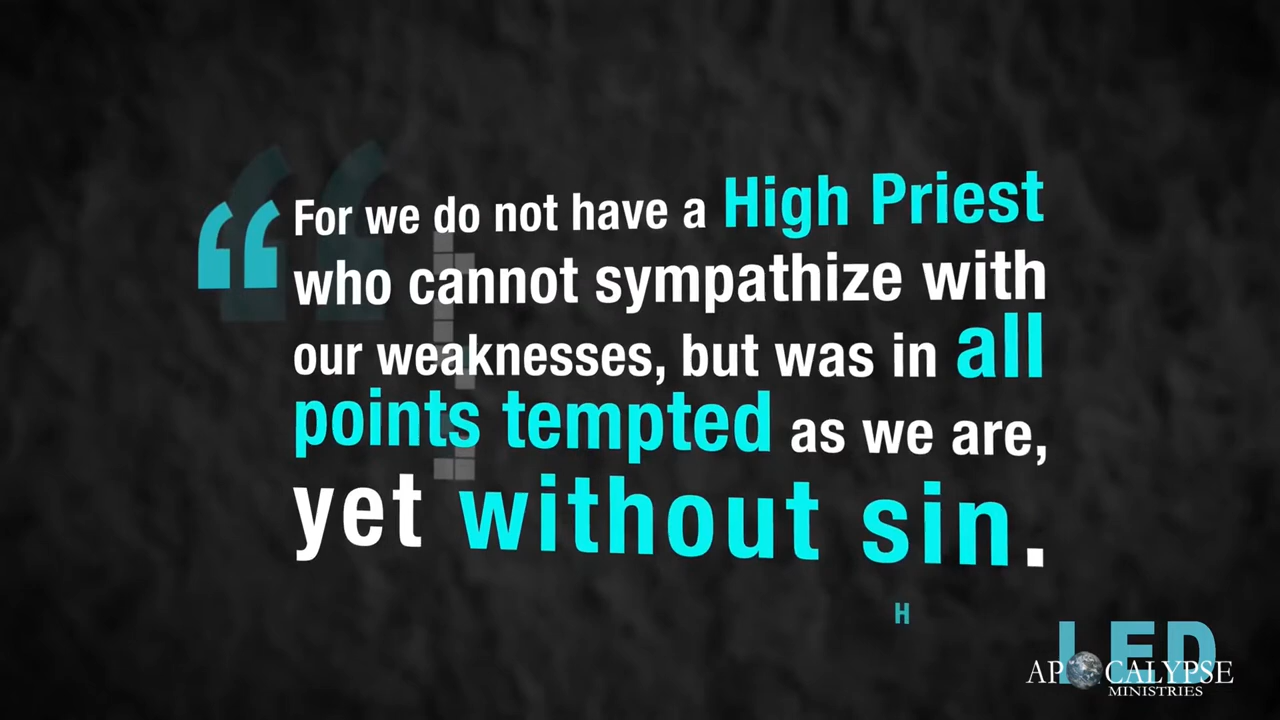 “For we do not have a High Priest
who cannot sympathize with
our weaknesses, but was in all
points tempted as we are,
yet without sin.
H
LED
APOCALYPSE
MINISTRIES